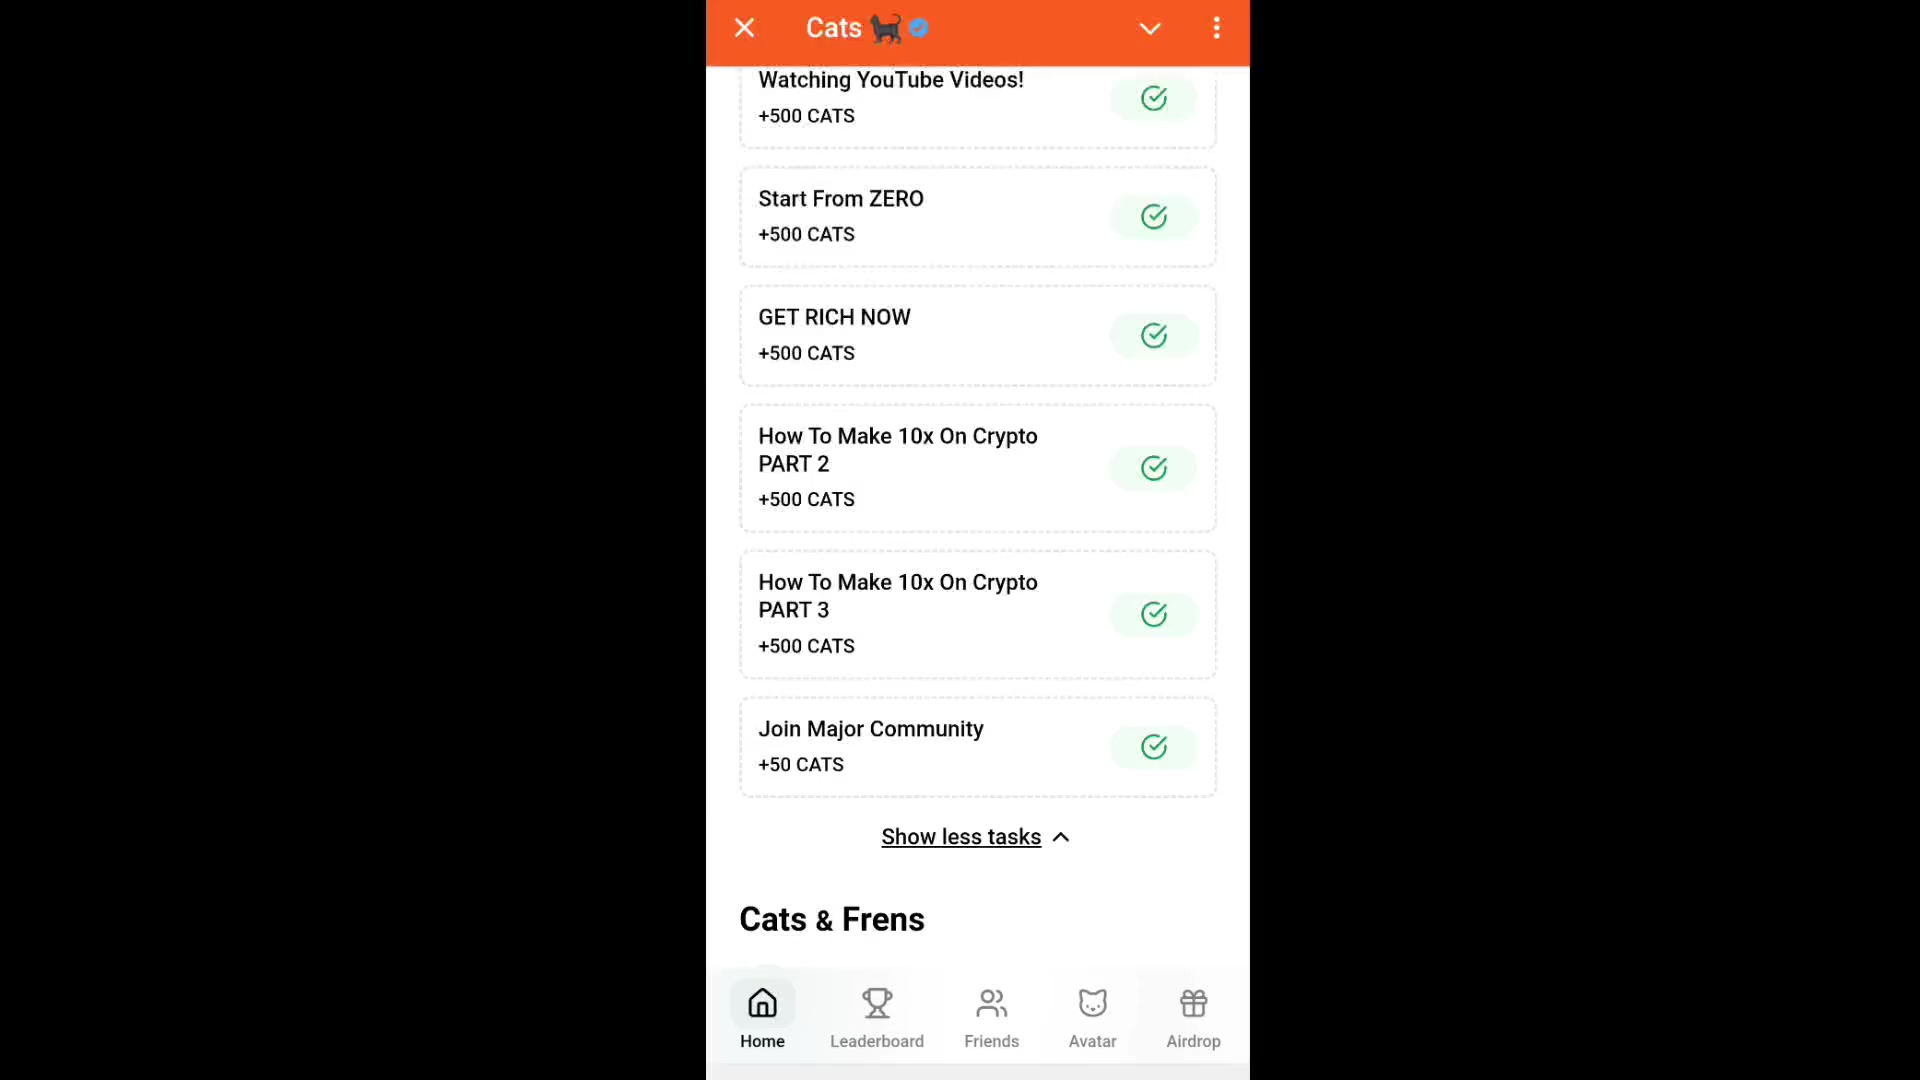 Cats
Watching YouTube Videos!
+500 CATS
Start From ZERO
+500 CATS
GET RICH NOW
+500 CATS
How To Make 10x On Crypto
PART 2
+500 CATS
How To Make 10x On Crypto
PART 3
+500 CATS
Join Major Community
+50 CATS
Show less tasks
Cats & Frens
Home Leaderboard Friends Avatar Airdrop